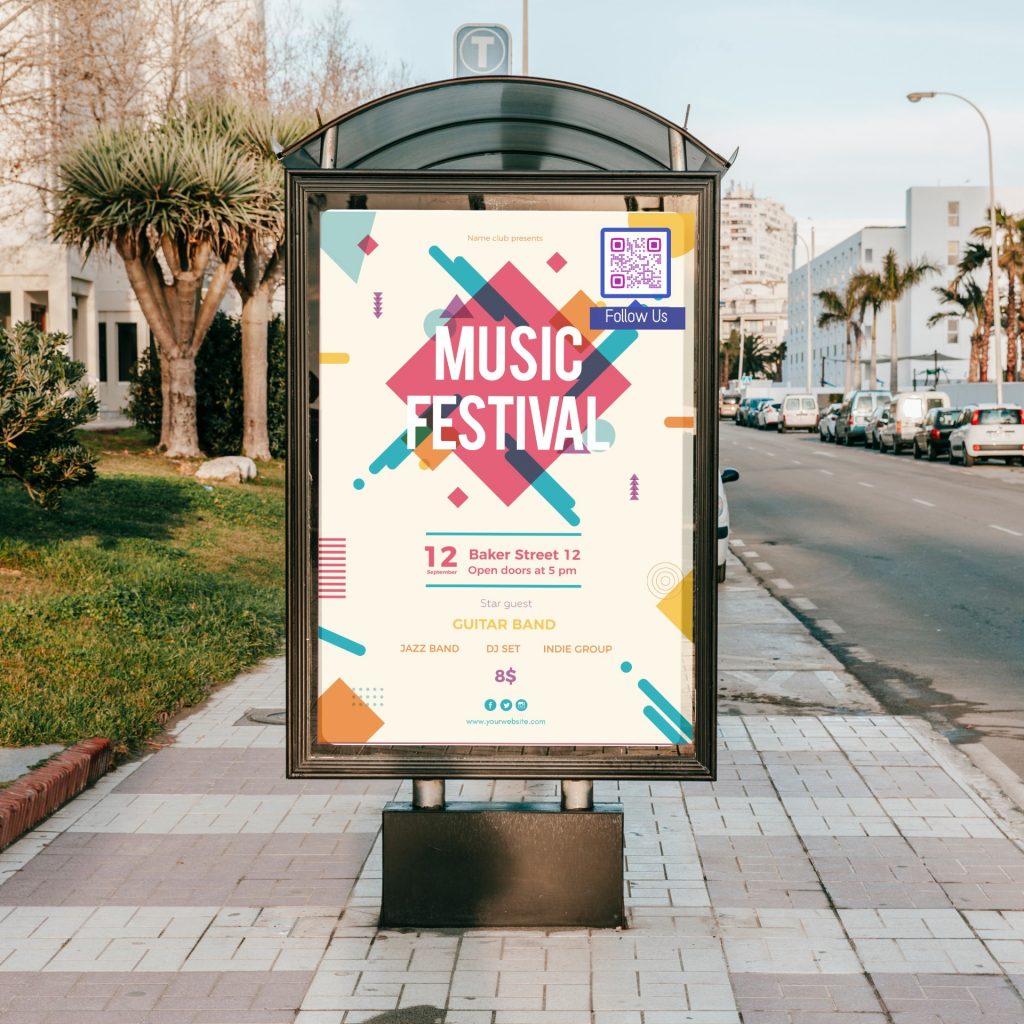 T
Name club presents
Follow Us
MUSIC
FESTIVAL
12 Baker Street 12
September Open doors at 5 pm
Star guest
GUITAR BAND
JAZZ BAND DJ SET INDIE GROUP
8$
www.yourwebsite.com